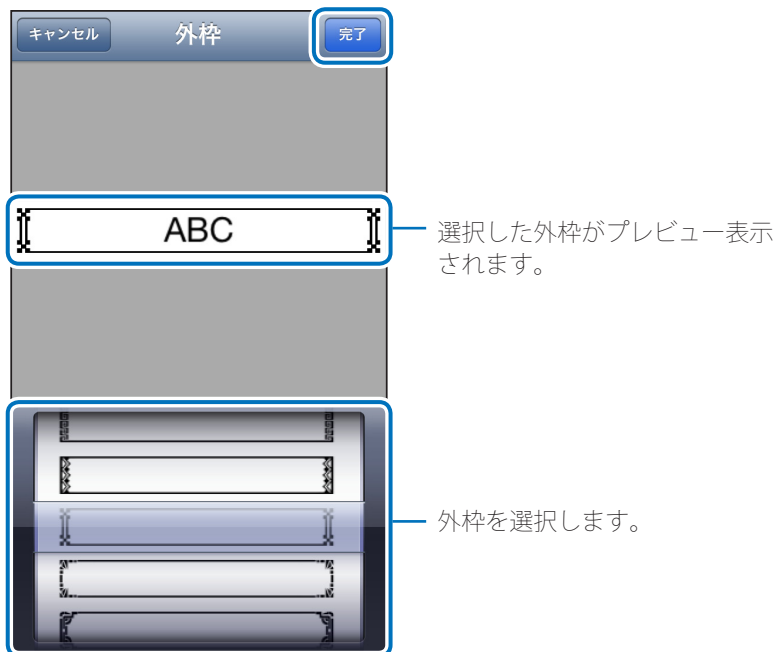 キャンセル
外枠
完了
ABC
選択した外枠がプレビュー表示
されます。
外枠を選択します。